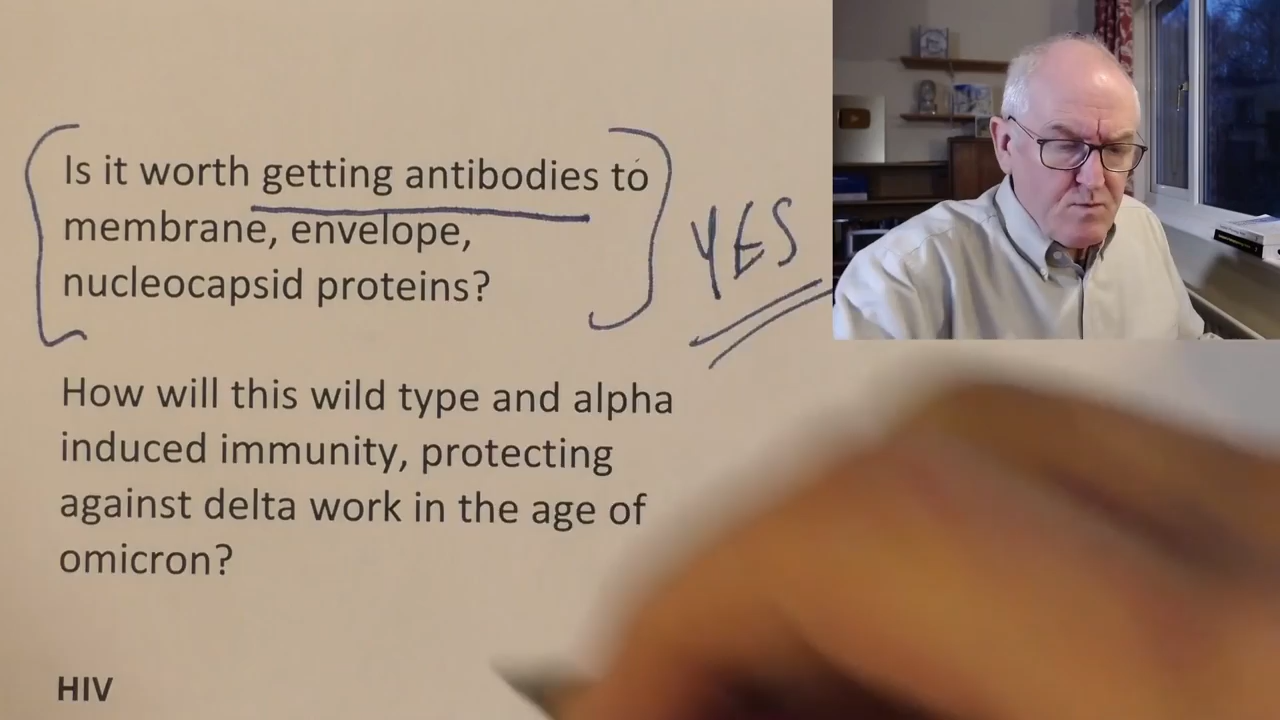 Is it worth getting antibodies to
membrane, envelope,
nucleocapsid proteins?
YES
How will this wild type and alpha
induced immunity, protecting
against delta work in the age of
omicron?
HIV